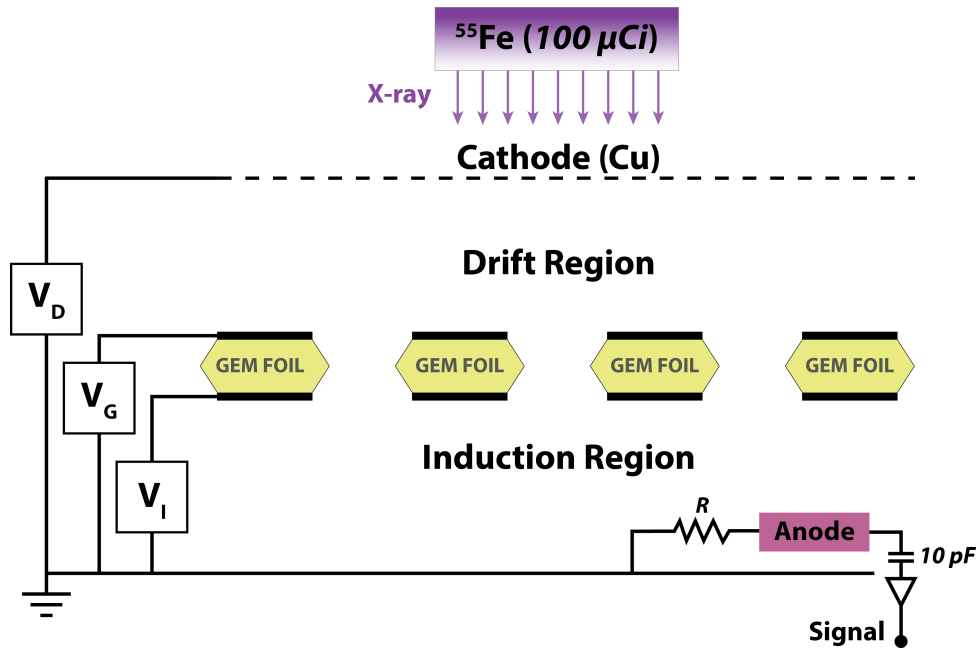 ⁵⁵Fe (100 µCi)
X-ray
Cathode (Cu)
Drift Region
V_D
GEM FOIL GEM FOIL GEM FOIL GEM FOIL
V_G
Induction Region
V_I
R
Anode
10 pF
Signal